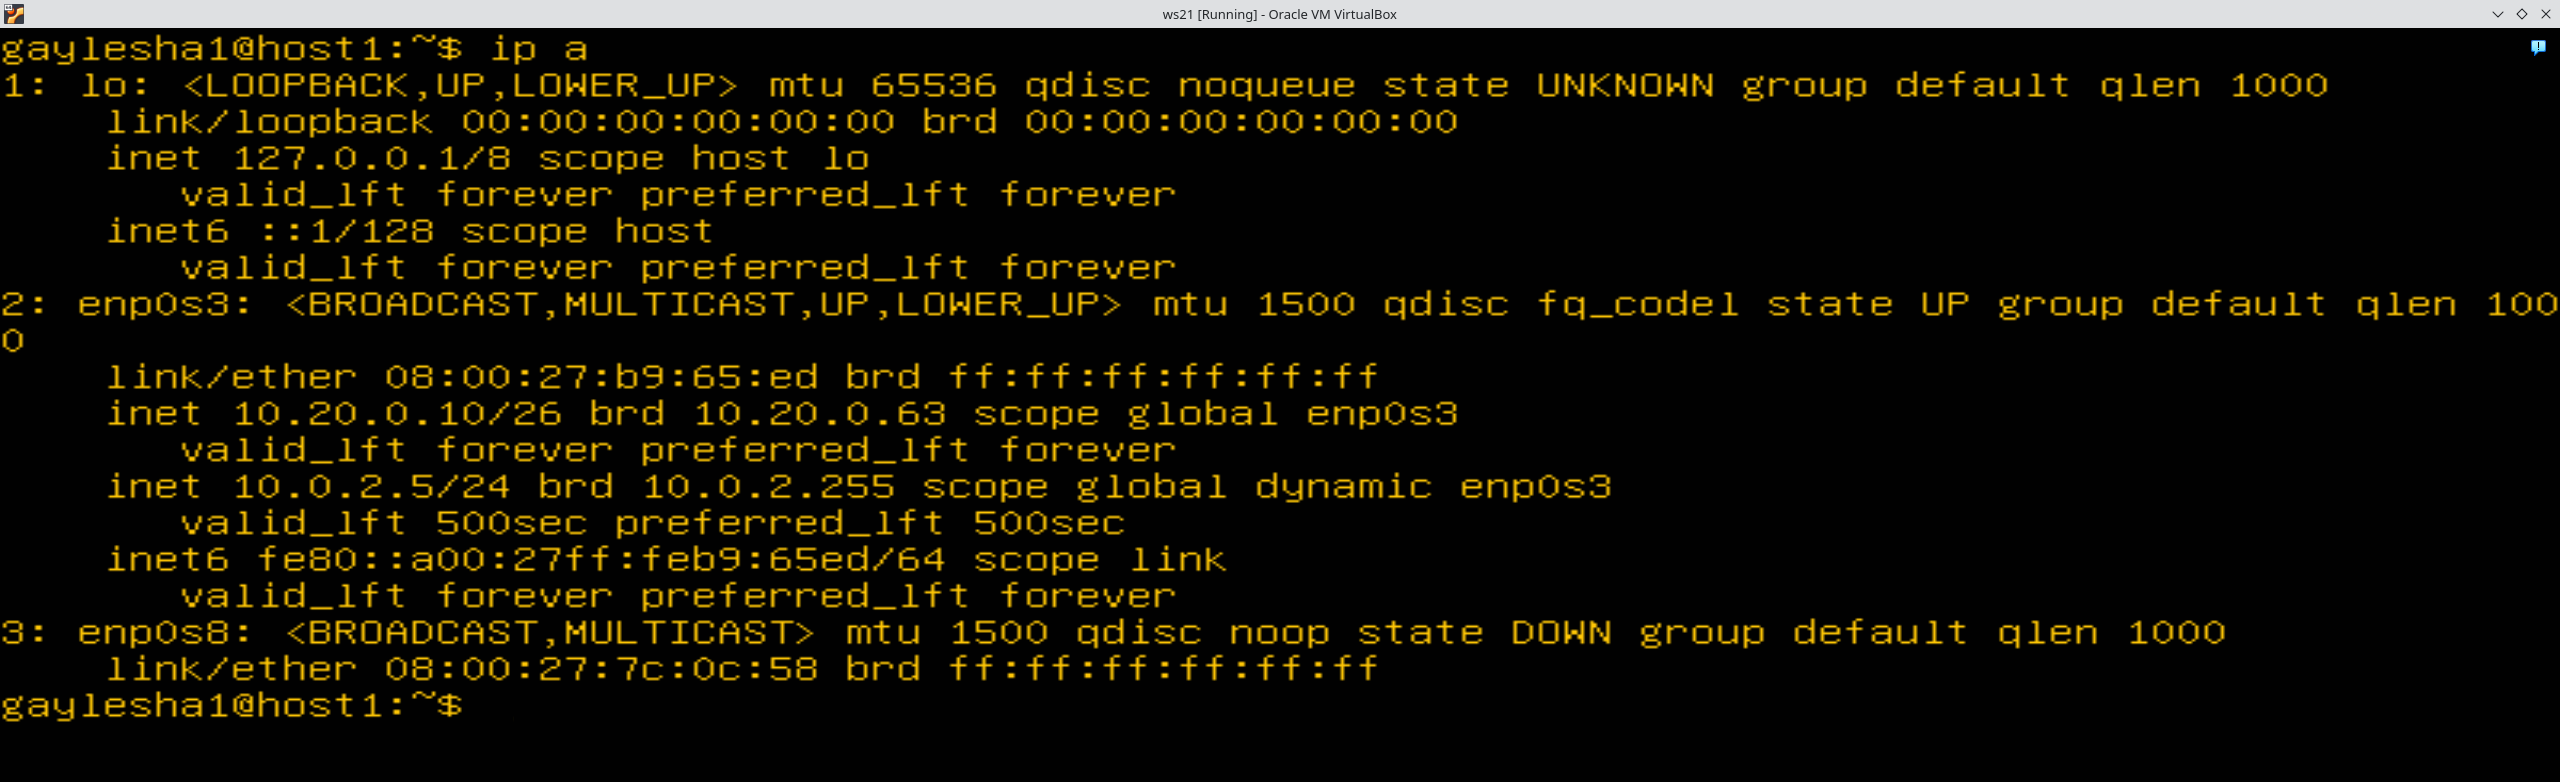 ws21 [Running] - Oracle VM VirtualBox
gaylesha1@host1:~$ ip a
1: lo: <LOOPBACK,UP,LOWER_UP> mtu 65536 qdisc noqueue state UNKNOWN group default qlen 1000
    link/loopback 00:00:00:00:00:00 brd 00:00:00:00:00:00
    inet 127.0.0.1/8 scope host lo
       valid_lft forever preferred_lft forever
    inet6 ::1/128 scope host
       valid_lft forever preferred_lft forever
2: enp0s3: <BROADCAST,MULTICAST,UP,LOWER_UP> mtu 1500 qdisc fq_codel state UP group default qlen 100
0
    link/ether 08:00:27:b9:65:ed brd ff:ff:ff:ff:ff:ff
    inet 10.20.0.10/26 brd 10.20.0.63 scope global enp0s3
       valid_lft forever preferred_lft forever
    inet 10.0.2.5/24 brd 10.0.2.255 scope global dynamic enp0s3
       valid_lft 500sec preferred_lft 500sec
    inet6 fe80::a00:27ff:feb9:65ed/64 scope link
       valid_lft forever preferred_lft forever
3: enp0s8: <BROADCAST,MULTICAST> mtu 1500 qdisc noop state DOWN group default qlen 1000
    link/ether 08:00:27:7c:0c:58 brd ff:ff:ff:ff:ff:ff
gaylesha1@host1:~$